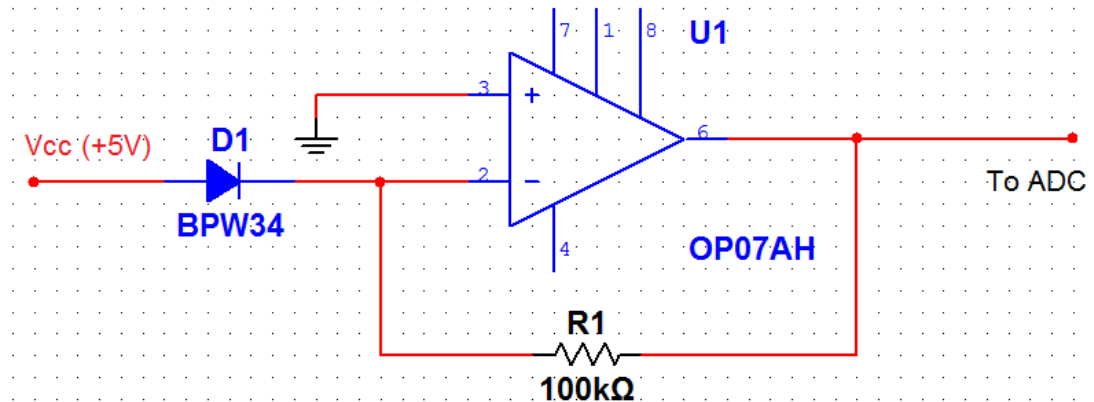 7 1 8 U1
3
+
Vcc (+5V) D1
6
2
−
To ADC
BPW34
4 OP07AH
R1
100kΩ